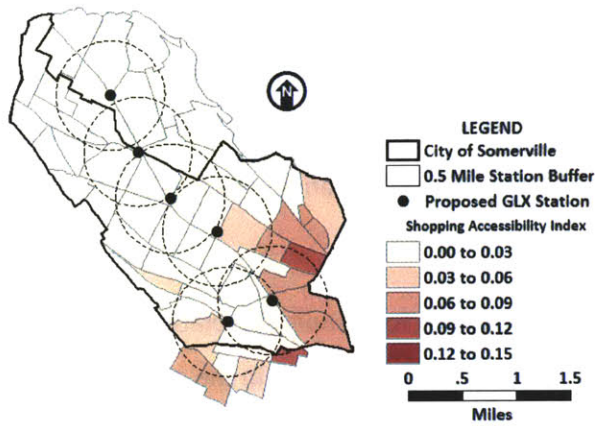 N
LEGEND
City of Somerville
0.5 Mile Station Buffer
Proposed GLX Station
Shopping Accessibility Index
0.00 to 0.03
0.03 to 0.06
0.06 to 0.09
0.09 to 0.12
0.12 to 0.15
0 .5 1 1.5
Miles